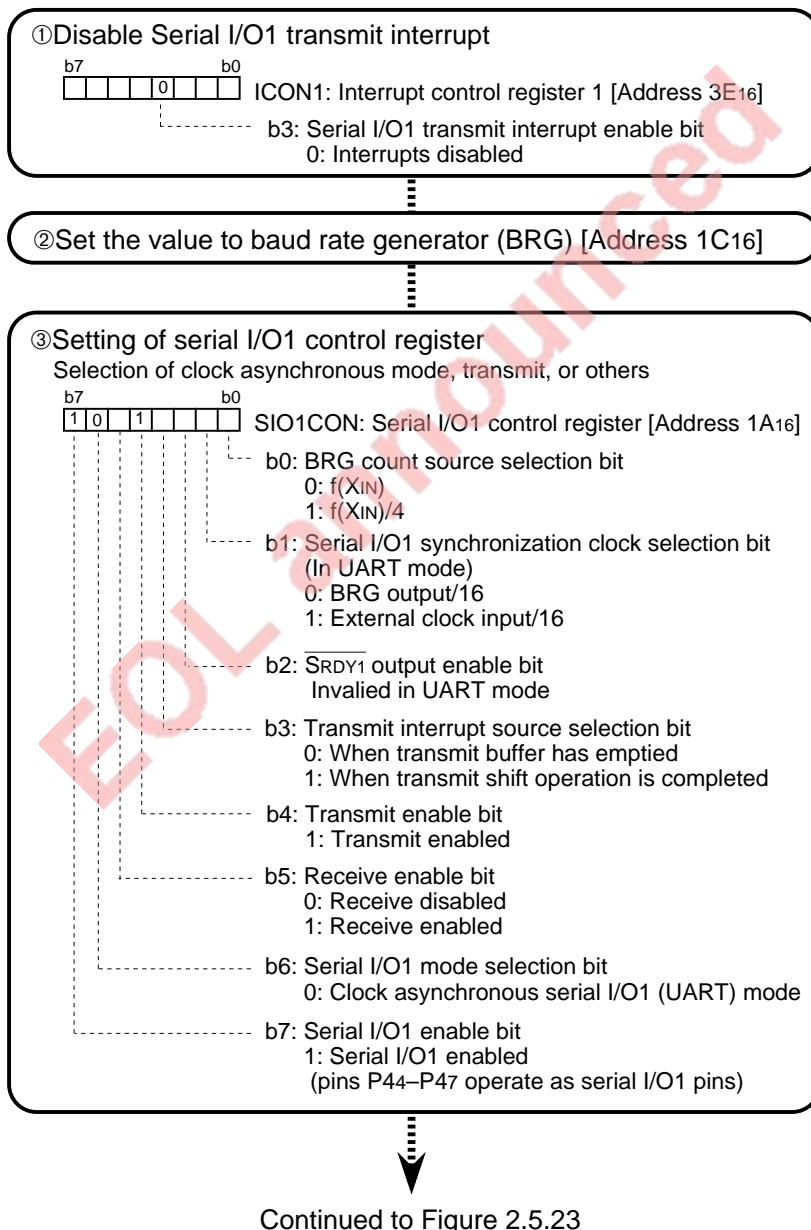 ①Disable Serial I/O1 transmit interrupt
b7 b0
0
ICON1: Interrupt control register 1 [Address 3E16]
b3: Serial I/O1 transmit interrupt enable bit
0: Interrupts disabled
②Set the value to baud rate generator (BRG) [Address 1C16]
③Setting of serial I/O1 control register
Selection of clock asynchronous mode, transmit, or others
b7 b0
1 0 1
SIO1CON: Serial I/O1 control register [Address 1A16]
b0: BRG count source selection bit
0: f(XIN)
1: f(XIN)/4
b1: Serial I/O1 synchronization clock selection bit
(In UART mode)
0: BRG output/16
1: External clock input/16
b2: SRDY1 output enable bit
Invalied in UART mode
b3: Transmit interrupt source selection bit
0: When transmit buffer has emptied
1: When transmit shift operation is completed
b4: Transmit enable bit
1: Transmit enabled
b5: Receive enable bit
0: Receive disabled
1: Receive enabled
b6: Serial I/O1 mode selection bit
0: Clock asynchronous serial I/O1 (UART) mode
b7: Serial I/O1 enable bit
1: Serial I/O1 enabled
(pins P44–P47 operate as serial I/O1 pins)
Continued to Figure 2.5.23
EOL announced